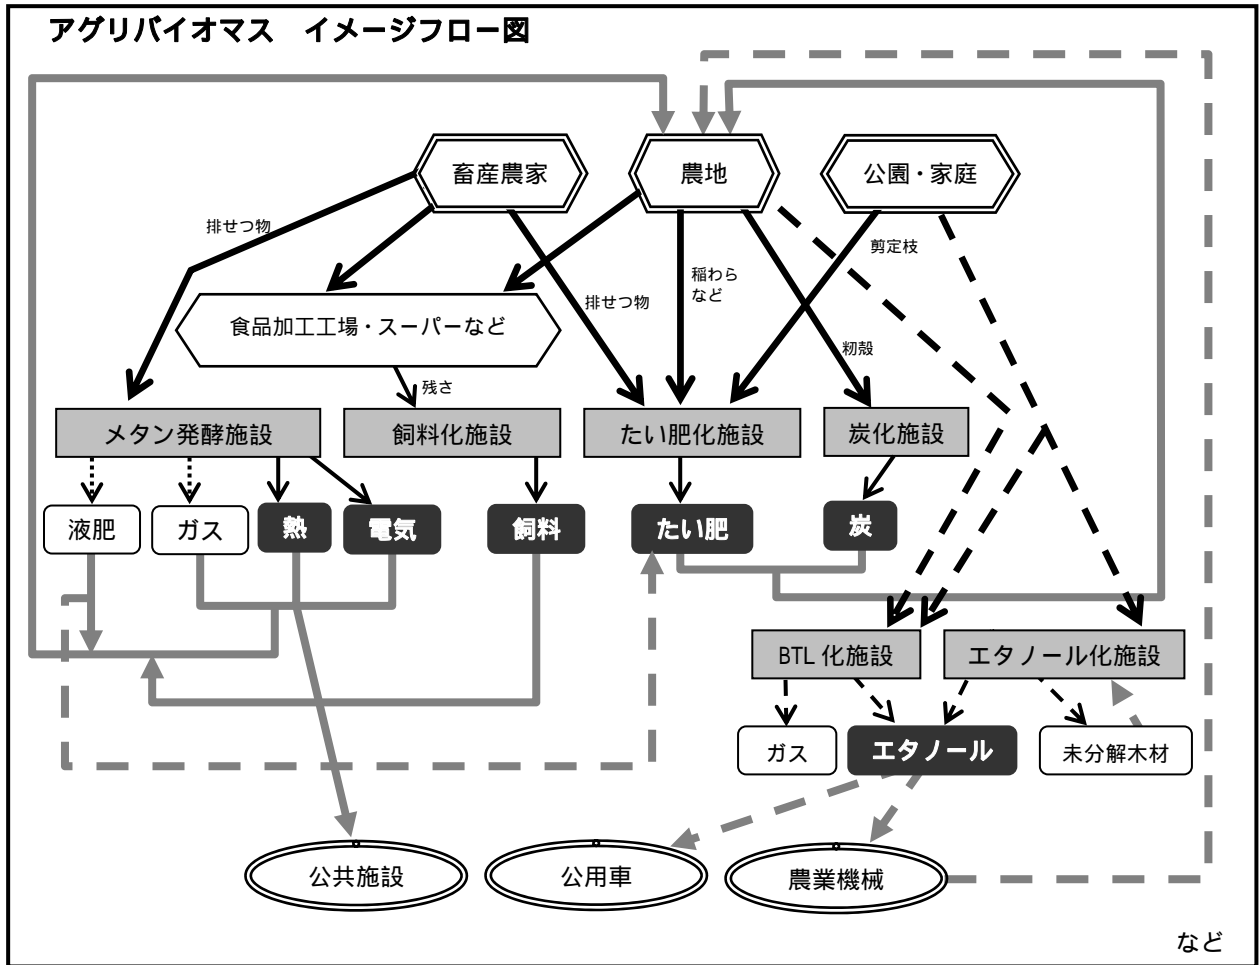 アグリバイオマス　イメージフロー図
畜産農家
農地
公園・家庭
排せつ物
剪定枝
稲わら
など
排せつ物
食品加工工場・スーパーなど
籾殻
残さ
メタン発酵施設
飼料化施設
たい肥化施設
炭化施設
液肥
ガス
熱
電気
飼料
たい肥
炭
BTL 化施設
エタノール化施設
ガス
エタノール
未分解木材
公共施設
公用車
農業機械
など